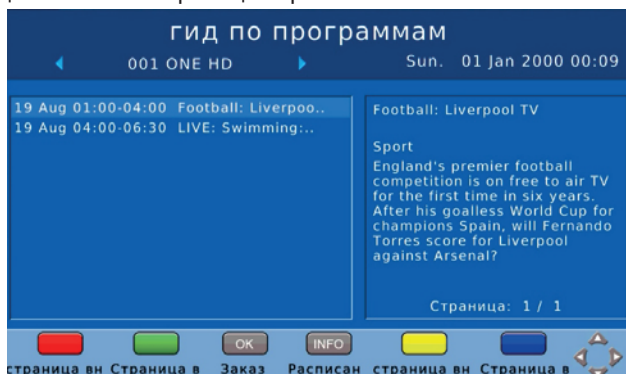 гид по программам
001 ONE HD
Sun. 01 Jan 2000 00:09
19 Aug 01:00-04:00 Football: Liverpoo..
19 Aug 04:00-06:30 LIVE: Swimming:..
Football: Liverpool TV
Sport
England's premier football
competition is on free to air TV
for the first time in six years.
After his goalless World Cup for
champions Spain, will Fernando
Torres score for Liverpool
against Arsenal?
Страница: 1 / 1
OK INFO
страница вн Страница в Заказ Расписан страница вн Страница в